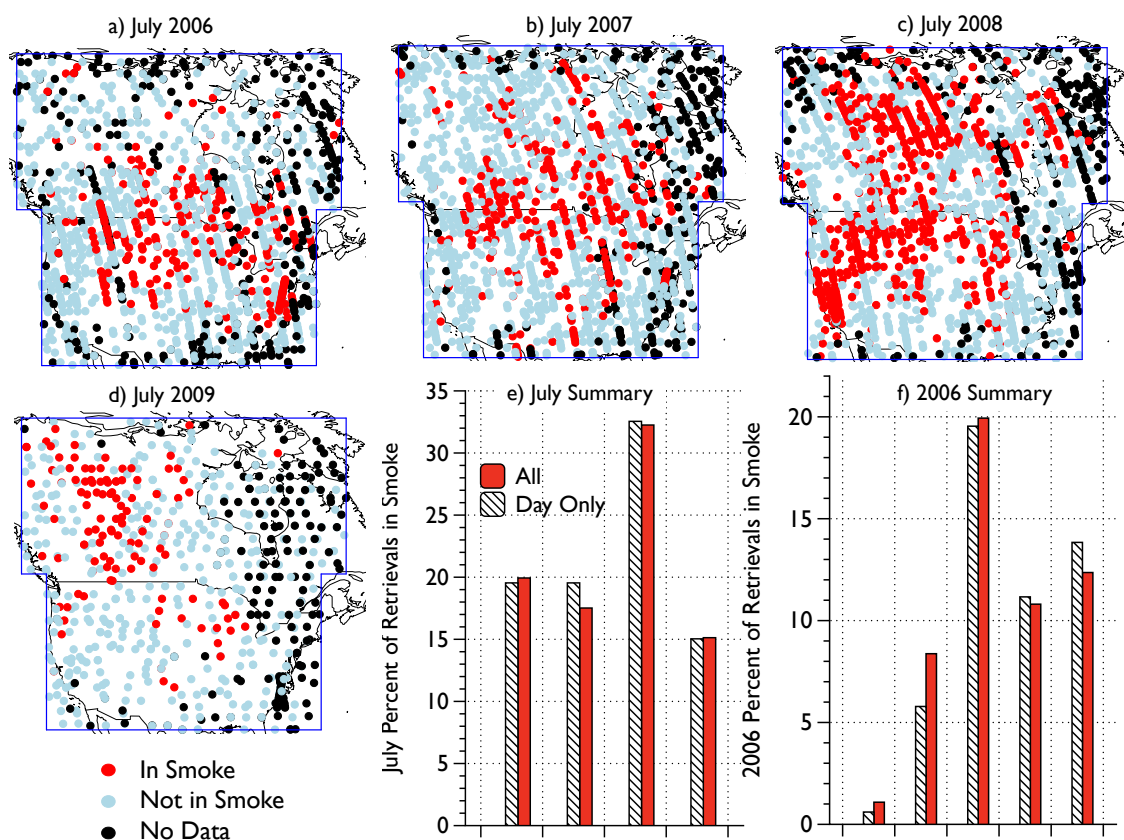 a) July 2006
b) July 2007
c) July 2008
d) July 2009
In Smoke
Not in Smoke
No Data
e) July Summary
July Percent of Retrievals in Smoke
35
30
25
20
15
10
5
0
All
Day Only
f) 2006 Summary
2006 Percent of Retrievals in Smoke
20
15
10
5
0